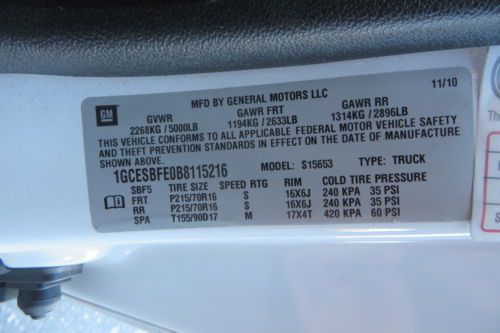 MFD BY GENERAL MOTORS LLC 11/10
GM GVWR GAWR FRT GAWR RR
2268KG / 5000LB 1194KG / 2633LB 1314KG / 2896LB
THIS VEHICLE CONFORMS TO ALL APPLICABLE FEDERAL MOTOR VEHICLE SAFETY,
BUMPER, AND THEFT PREVENTION STANDARDS IN EFFECT ON THE DATE OF MANUFACTURE
SHOWN ABOVE.
1GCESBFE0B8115216 MODEL: S15653 TYPE: TRUCK
SBF5 TIRE SIZE SPEED RTG RIM COLD TIRE PRESSURE
FRT P215/70R16 S 16X6J 240 KPA 35 PSI
RR P215/70R16 S 16X6J 240 KPA 35 PSI
SPA T155/90D17 M 17X4T 420 KPA 60 PSI